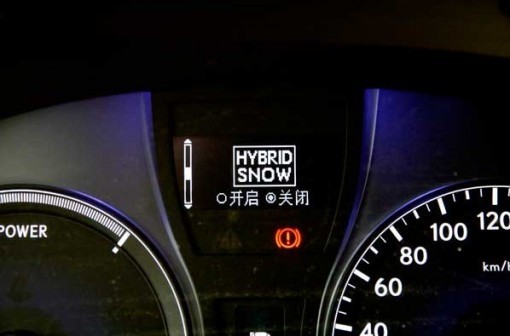 HYBRID
SNOW
开启 关闭
POWER
120
100
80
60
40
km/h